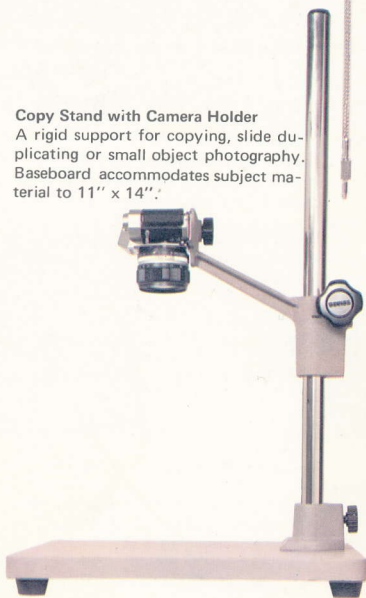 Copy Stand with Camera Holder
A rigid support for copying, slide du-
plicating or small object photography.
Baseboard accommodates subject ma-
terial to 11" x 14".